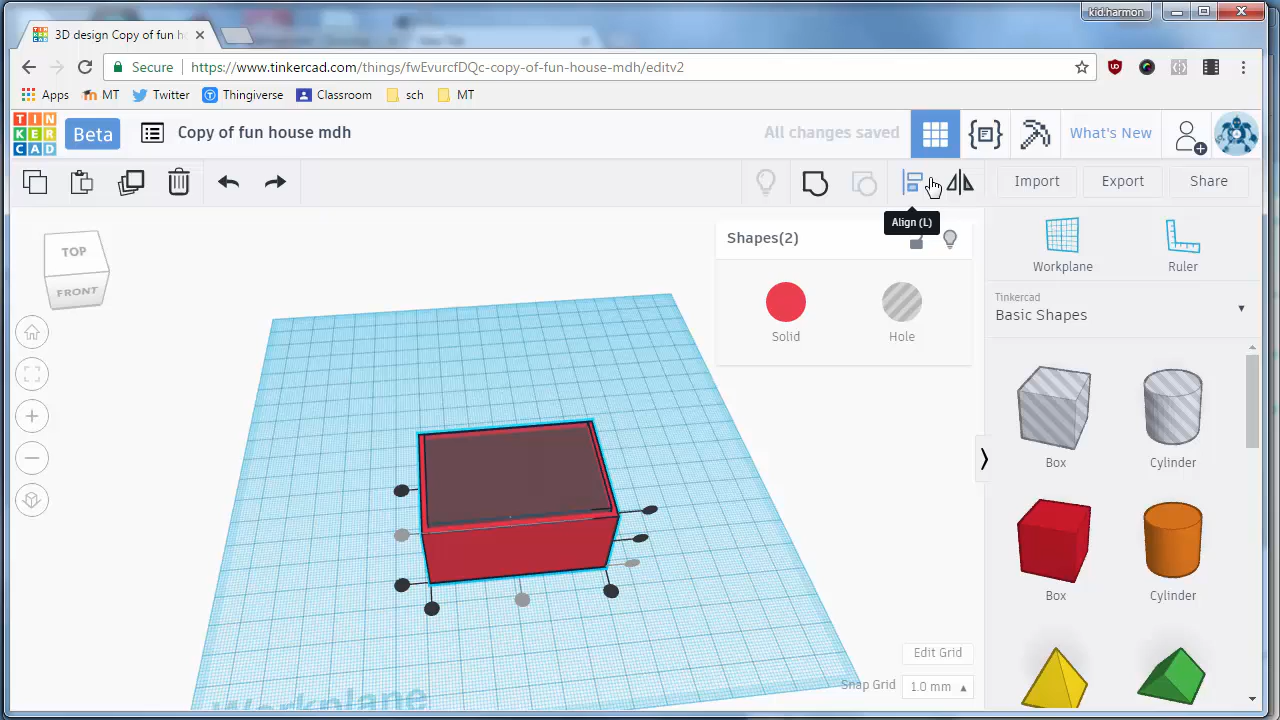 kid.harmon
3D design Copy of fun h
Secure
https://www.tinkercad.com/things/fwEvurcfDQc-copy-of-fun-house-mdh/editv2
Apps
MT
Twitter
Thingiverse
Classroom
sch
MT
TIN
KER
CAD
Beta
Copy of fun house mdh
All changes saved
What's New
Import
Export
Share
Align (L)
Shapes(2)
Solid
Hole
TOP
FRONT
Workplane
Ruler
Tinkercad
Basic Shapes
Box
Cylinder
Box
Cylinder
Edit Grid
Snap Grid
1.0 mm
Workplane